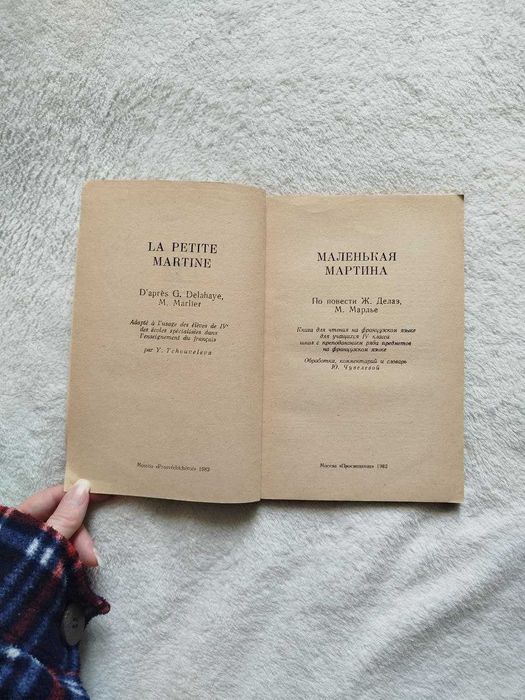 LA PETITE
MARTINE
D'après G. Delahaye,
M. Marlier
Adapté à l'usage des élèves de IVe
des écoles spécialisées dans
l'enseignement du français
par Y. Tchouvéleva
Moscou «Prosvéchtchénié» 1983
МАЛЕНЬКАЯ
МАРТИНА
По повести Ж. Делаэ,
М. Марлье
Книга для чтения на французском языке
для учащихся IV класса
школ с преподаванием ряда предметов
на французском языке
Обработка, комментарий и словарь
Ю. Чувелевой
Москва «Просвещение» 1983